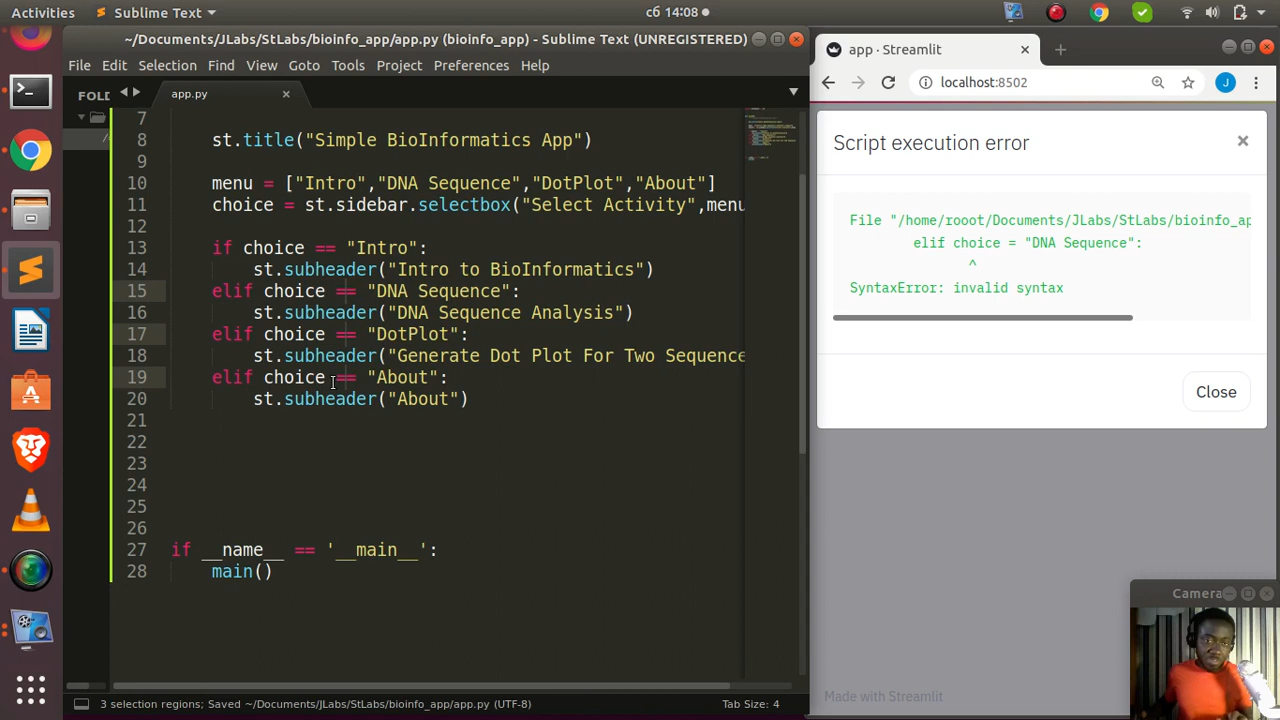 Activities
Sublime Text
сб 14:08
~/Documents/JLabs/StLabs/bioinfo_app/app.py (bioinfo_app) - Sublime Text (UNREGISTERED)
File Edit Selection Find View Goto Tools Project Preferences Help
FOLD
app.py
7
8 st.title("Simple BioInformatics App")
9
10 menu = ["Intro","DNA Sequence","DotPlot","About"]
11 choice = st.sidebar.selectbox("Select Activity",menu
12
13 if choice == "Intro":
14 st.subheader("Intro to BioInformatics")
15 elif choice == "DNA Sequence":
16 st.subheader("DNA Sequence Analysis")
17 elif choice == "DotPlot":
18 st.subheader("Generate Dot Plot For Two Sequence
19 elif choice == "About":
20 st.subheader("About")
21
22
23
24
25
26
27 if __name__ == '__main__':
28 main()
3 selection regions; Saved ~/Documents/JLabs/StLabs/bioinfo_app/app.py (UTF-8)
Tab Size: 4
app · Streamlit
localhost:8502
J
Script execution error
File "/home/rooot/Documents/JLabs/StLabs/bioinfo_ap
elif choice = "DNA Sequence":
^
SyntaxError: invalid syntax
Close
Made with Streamlit
Camera